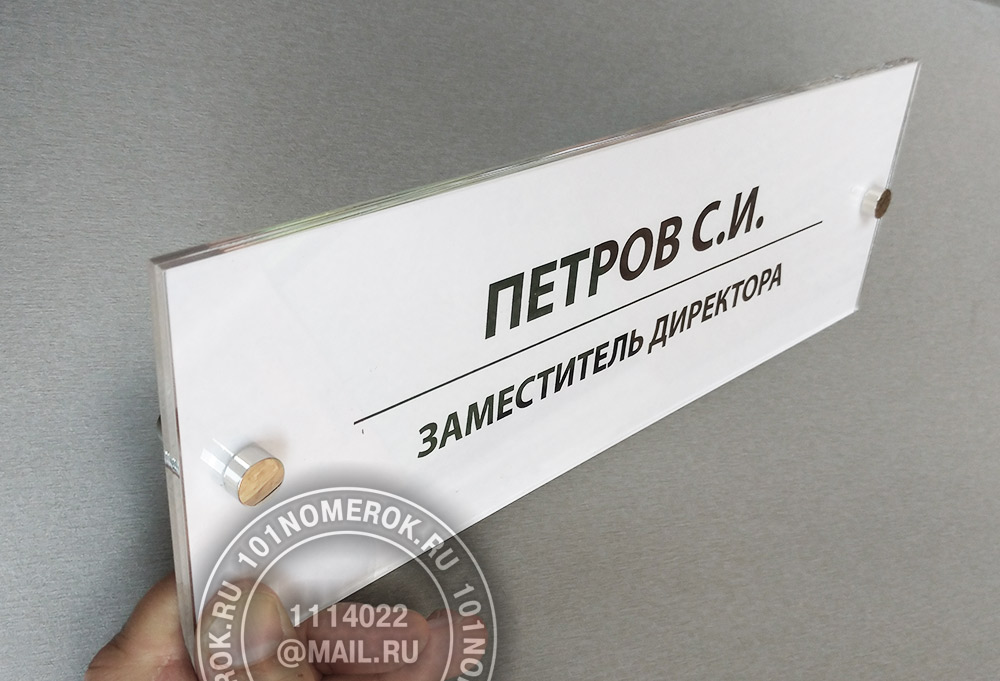 ПЕТРОВ С.И.
ЗАМЕСТИТЕЛЬ ДИРЕКТОРА
101NOMEROK.RU
1114022
@MAIL.RU